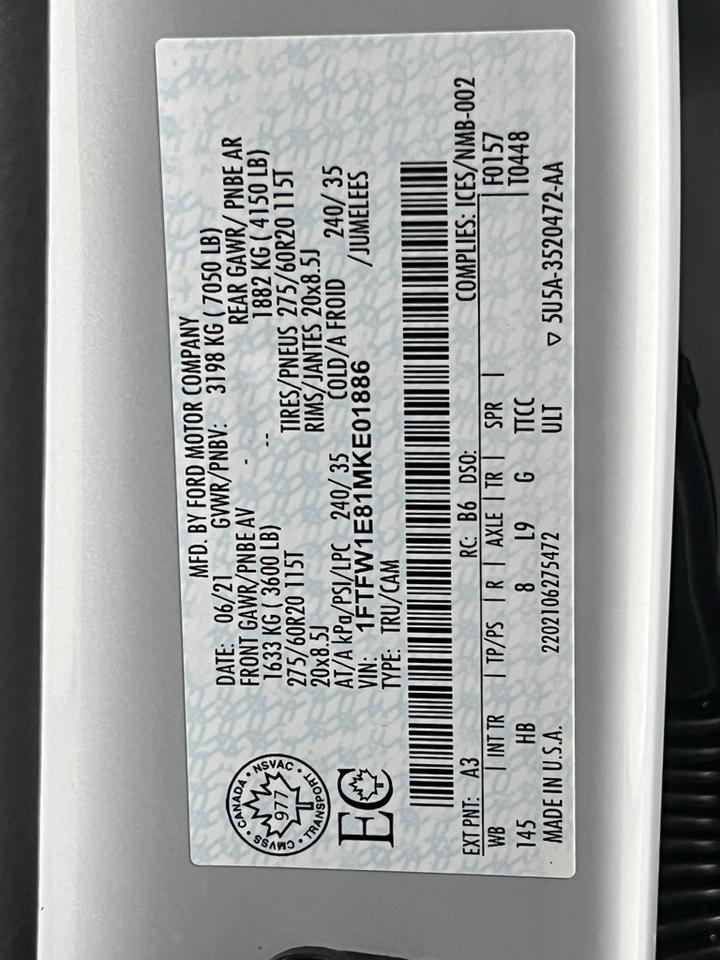 MFD. BY FORD MOTOR COMPANY
DATE: 06/21 GVWR/PNBV: 3198 KG ( 7050 LB)
FRONT GAWR/PNBE AV - REAR GAWR/ PNBE AR
1633 KG ( 3600 LB) -- 1882 KG ( 4150 LB)
275/60R20 115T TIRES/PNEUS 275/60R20 115T
20x8.5J RIMS/JANTES 20x8.5J
AT/A kPa/PSI/LPC 240/ 35 COLD/A FROID 240/ 35
VIN: 1FTFW1E81MKE01886 /JUMELEES
TYPE: TRU/CAM
CANADA • NSVAC • TRANSPORT • CMVSS •
977
EC
COMPLIES: ICES/NMB-002
EXT PNT: A3 RC: B6 DSO: F0157
WB | INT TR | TP/PS | R | AXLE | TR | SPR | T0448
145 HB 8 L9 G TTCC
MADE IN U.S.A. 2202106275472 ULT ▽ 5U5A-3520472-AA